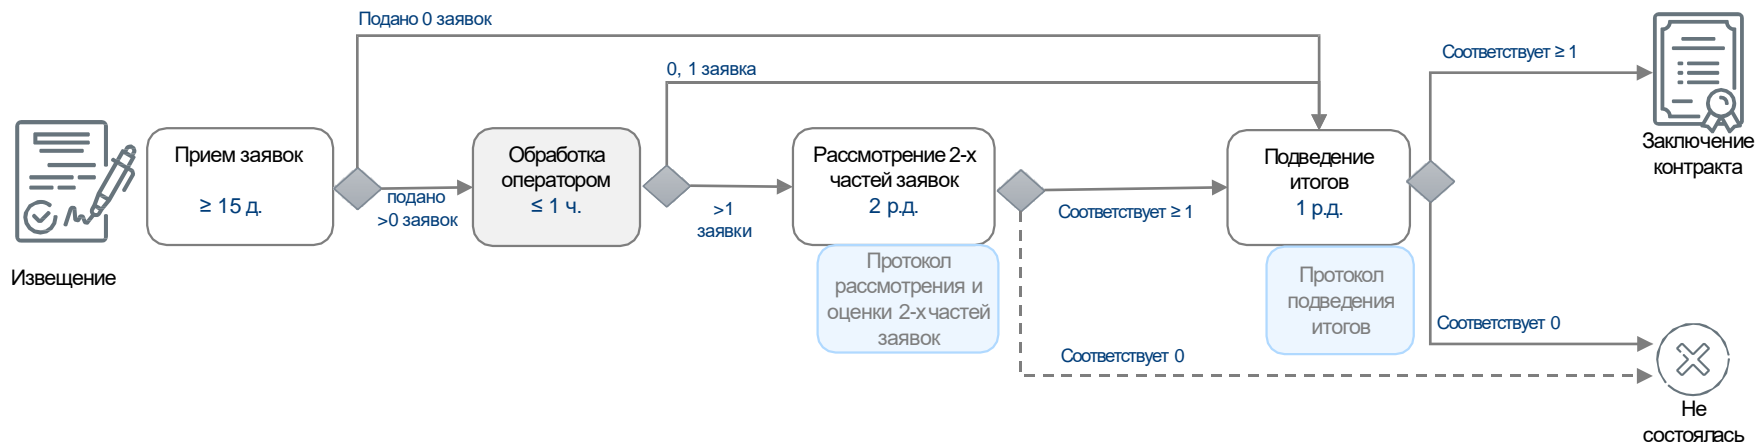 Подано 0 заявок
0, 1 заявка
Соответствует ≥ 1
Извещение
Прием заявок
≥ 15 д.
подано
>0 заявок
Обработка
оператором
≤ 1 ч.
>1
заявки
Рассмотрение 2-х
частей заявок
2 р.д.
Протокол
рассмотрения и
оценки 2-х частей
заявок
Соответствует ≥ 1
Соответствует 0
Подведение
итогов
1 р.д.
Протокол
подведения
итогов
Заключение
контракта
Соответствует 0
Не
состоялась